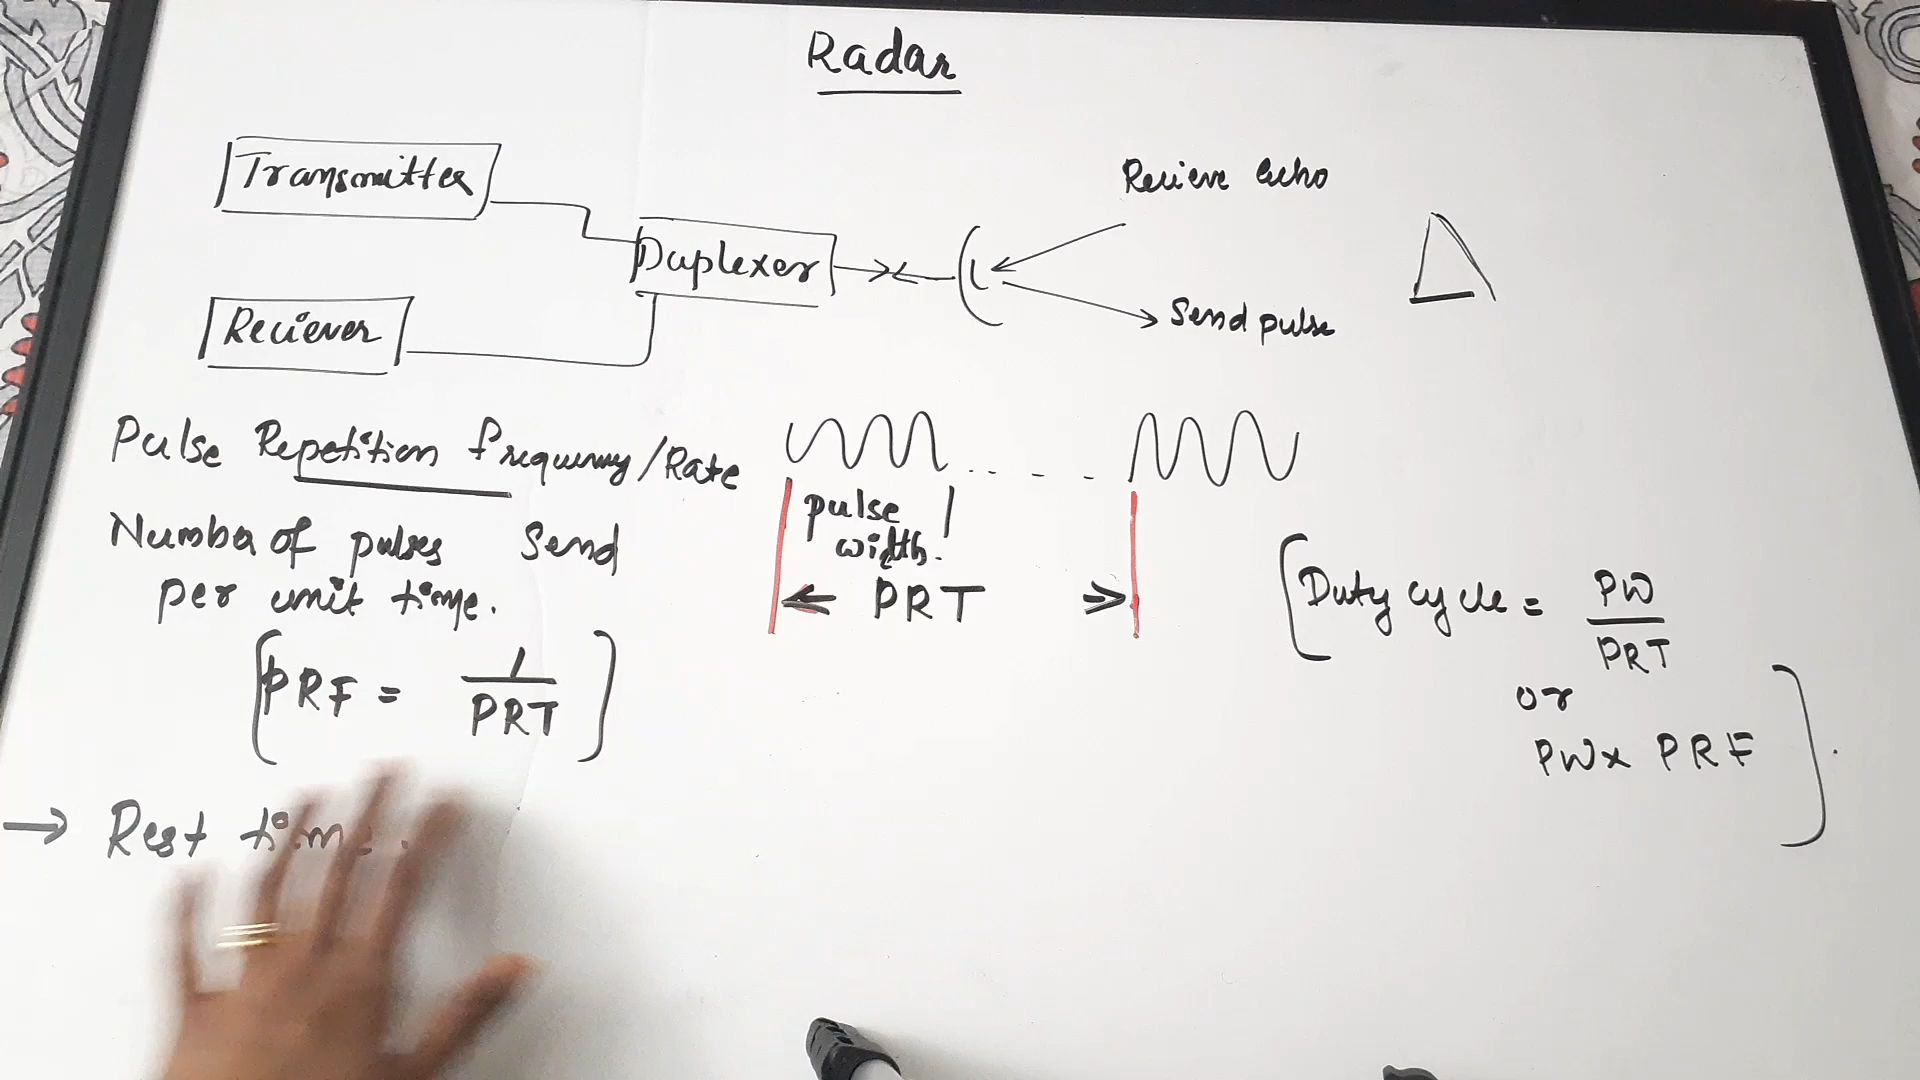 Radar
Transmitter
Recieve Echo
Duplexer
Send pulse
Reciever
Pulse Repetition frequency/Rate
pulse
width.
PRT
Number of pulses Send
per unit time.
PRF = 1
PRT
Duty cycle = PW
PRT
or
PW x PRF
→ Rest time.